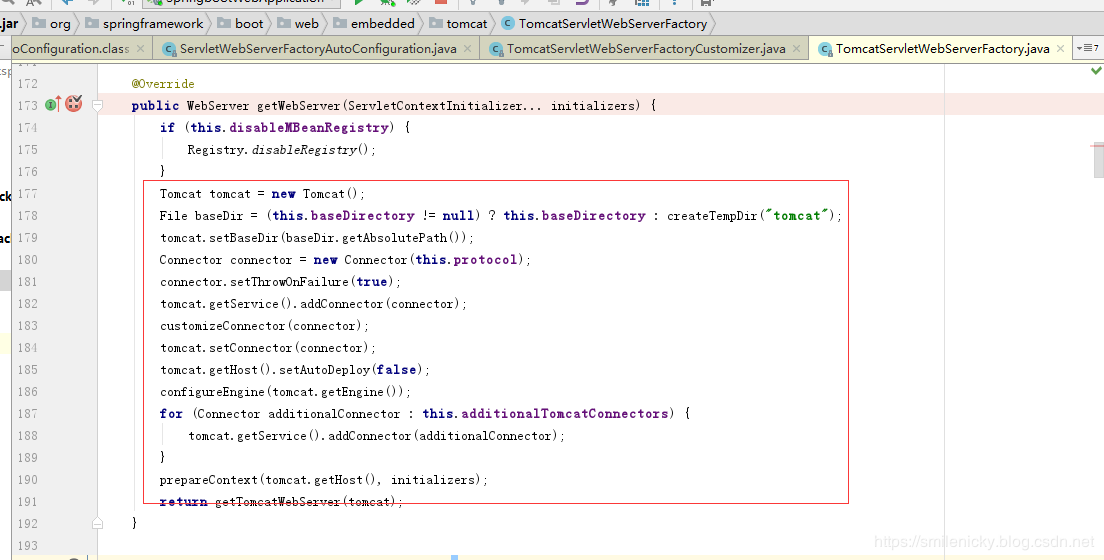 springbootWebApplication
.jar org springframework boot web embedded tomcat TomcatServletWebServerFactory
oConfiguration.class ServletWebServerFactoryAutoConfiguration.java TomcatServletWebServerFactoryCustomizer.java TomcatServletWebServerFactory.java 7
172 @Override
173 public WebServer getWebServer(ServletContextInitializer... initializers) {
174 if (this.disableMBeanRegistry) {
175 Registry.disableRegistry();
176 }
177 Tomcat tomcat = new Tomcat();
178 File baseDir = (this.baseDirectory != null) ? this.baseDirectory : createTempDir("tomcat");
179 tomcat.setBaseDir(baseDir.getAbsolutePath());
180 Connector connector = new Connector(this.protocol);
181 connector.setThrowOnFailure(true);
182 tomcat.getService().addConnector(connector);
183 customizeConnector(connector);
184 tomcat.setConnector(connector);
185 tomcat.getHost().setAutoDeploy(false);
186 configureEngine(tomcat.getEngine());
187 for (Connector additionalConnector : this.additionalTomcatConnectors) {
188 tomcat.getService().addConnector(additionalConnector);
189 }
190 prepareContext(tomcat.getHost(), initializers);
191 return getTomcatWebServer(tomcat);
192 }
193
https://smilenicky.blog.csdn.net